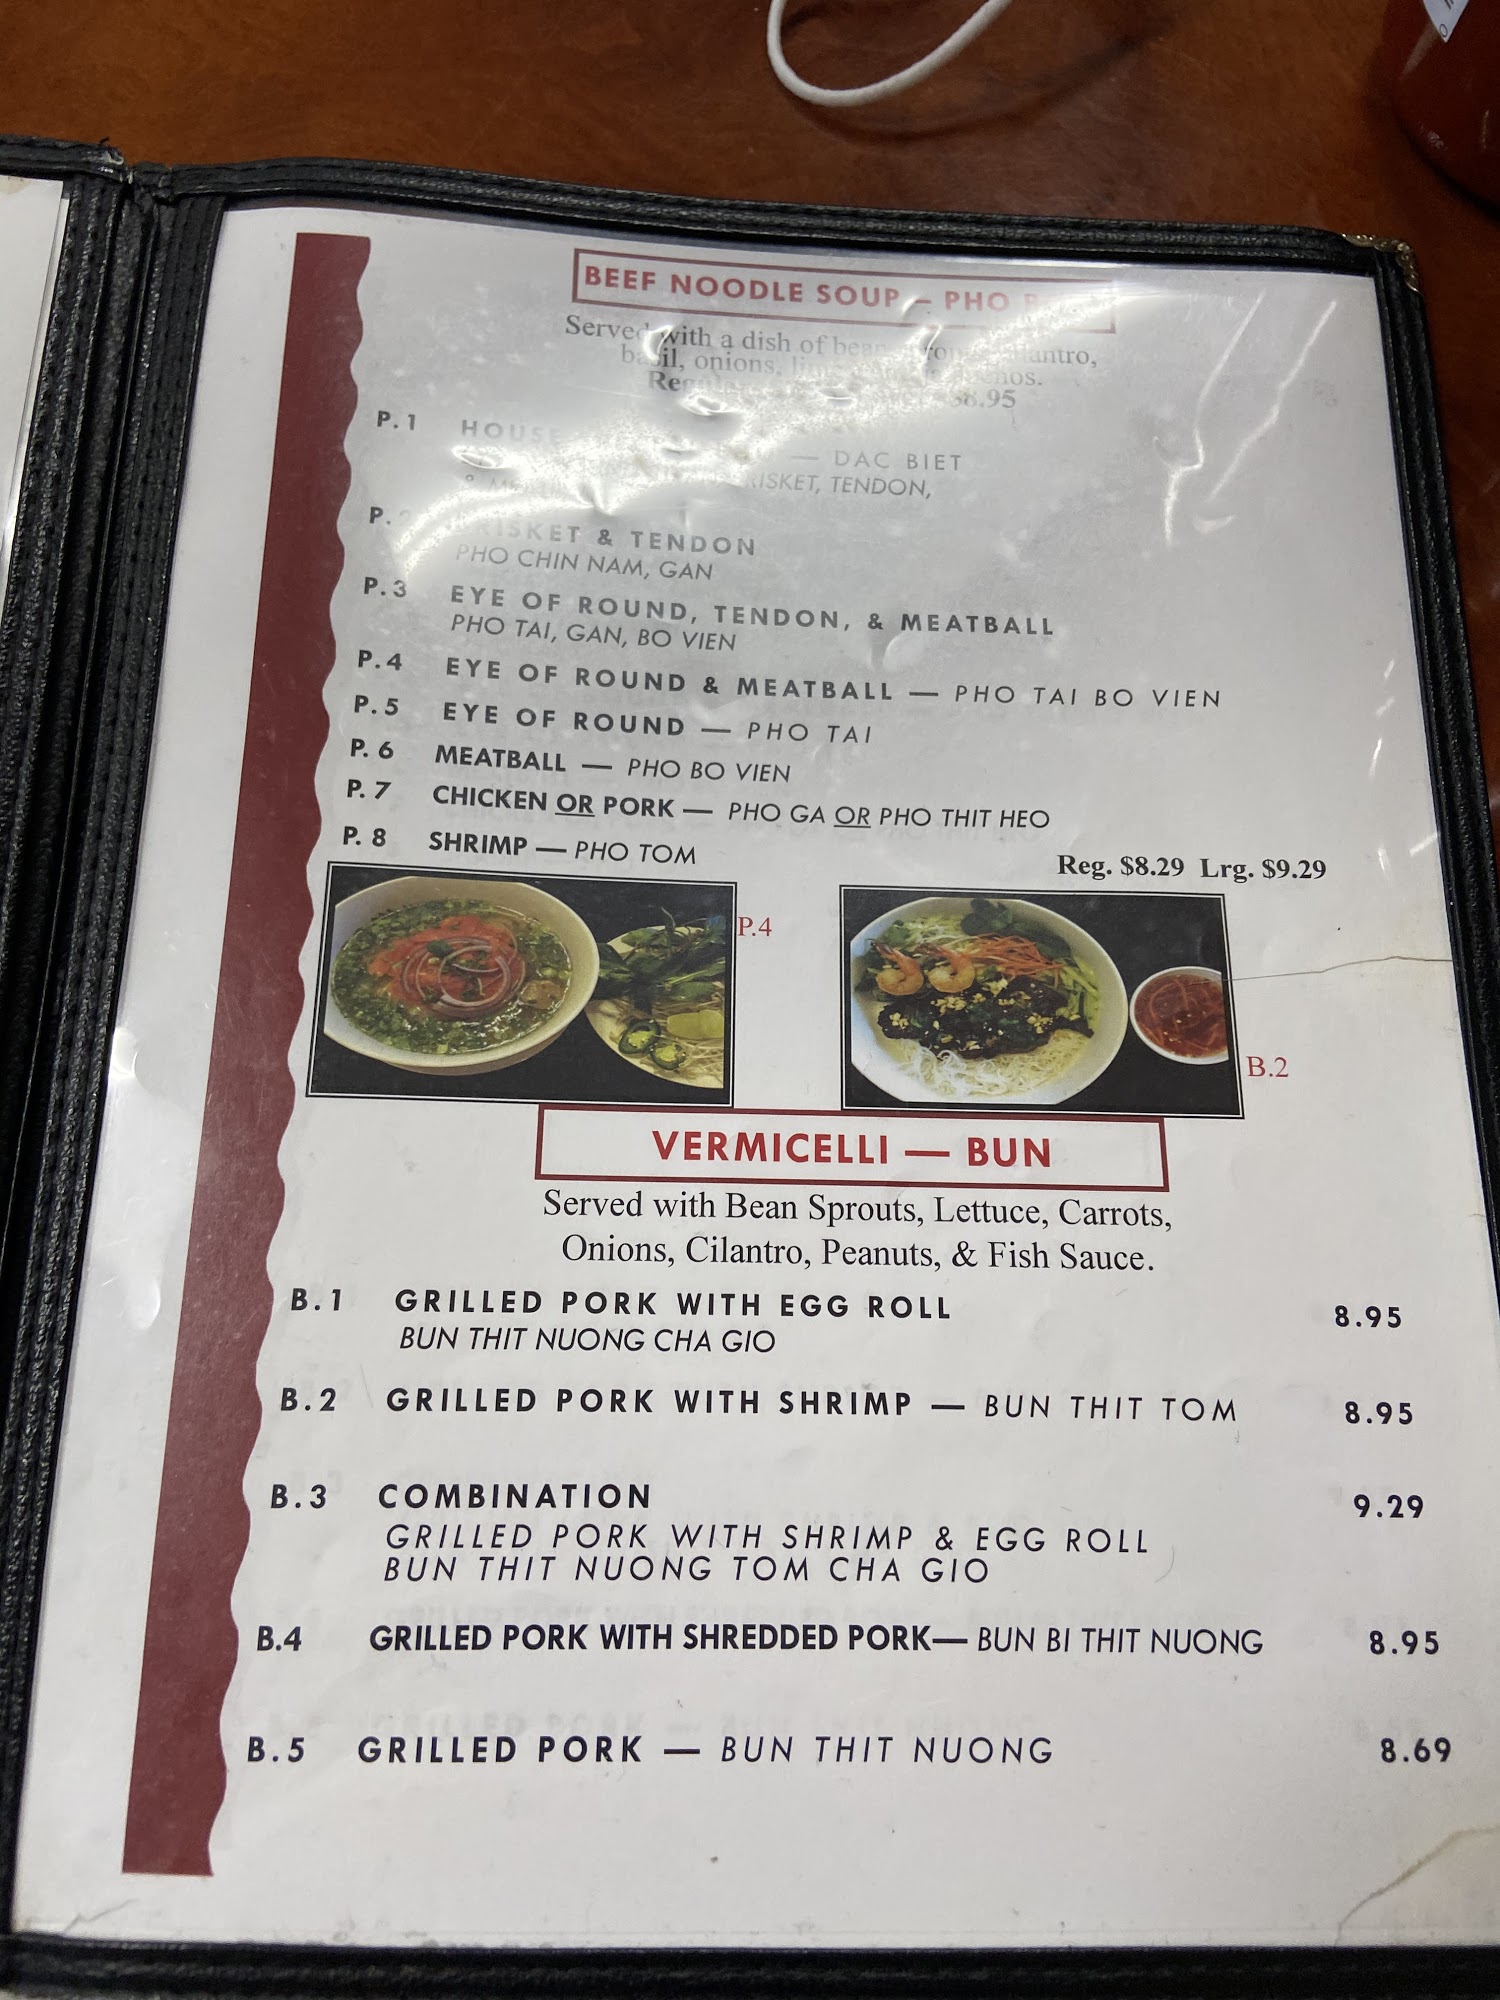 BEEF NOODLE SOUP – PHO
Served with a dish of bean cilantro,
basil, onions,
Regular $8.95
P.1 HOUSE
— DAC BIET
BRISKET, TENDON,
P. BRISKET & TENDON
PHO CHIN NAM, GAN
P.3 EYE OF ROUND, TENDON, & MEATBALL
PHO TAI, GAN, BO VIEN
P.4 EYE OF ROUND & MEATBALL — PHO TAI BO VIEN
P.5 EYE OF ROUND — PHO TAI
P. 6 MEATBALL — PHO BO VIEN
P. 7 CHICKEN OR PORK — PHO GA OR PHO THIT HEO
P. 8 SHRIMP — PHO TOM
Reg. $8.29 Lrg. $9.29
P.4
B.2
VERMICELLI — BUN
Served with Bean Sprouts, Lettuce, Carrots,
Onions, Cilantro, Peanuts, & Fish Sauce.
B.1 GRILLED PORK WITH EGG ROLL 8.95
BUN THIT NUONG CHA GIO
B.2 GRILLED PORK WITH SHRIMP — BUN THIT TOM 8.95
B.3 COMBINATION 9.29
GRILLED PORK WITH SHRIMP & EGG ROLL
BUN THIT NUONG TOM CHA GIO
B.4 GRILLED PORK WITH SHREDDED PORK— BUN BI THIT NUONG 8.95
B.5 GRILLED PORK — BUN THIT NUONG 8.69